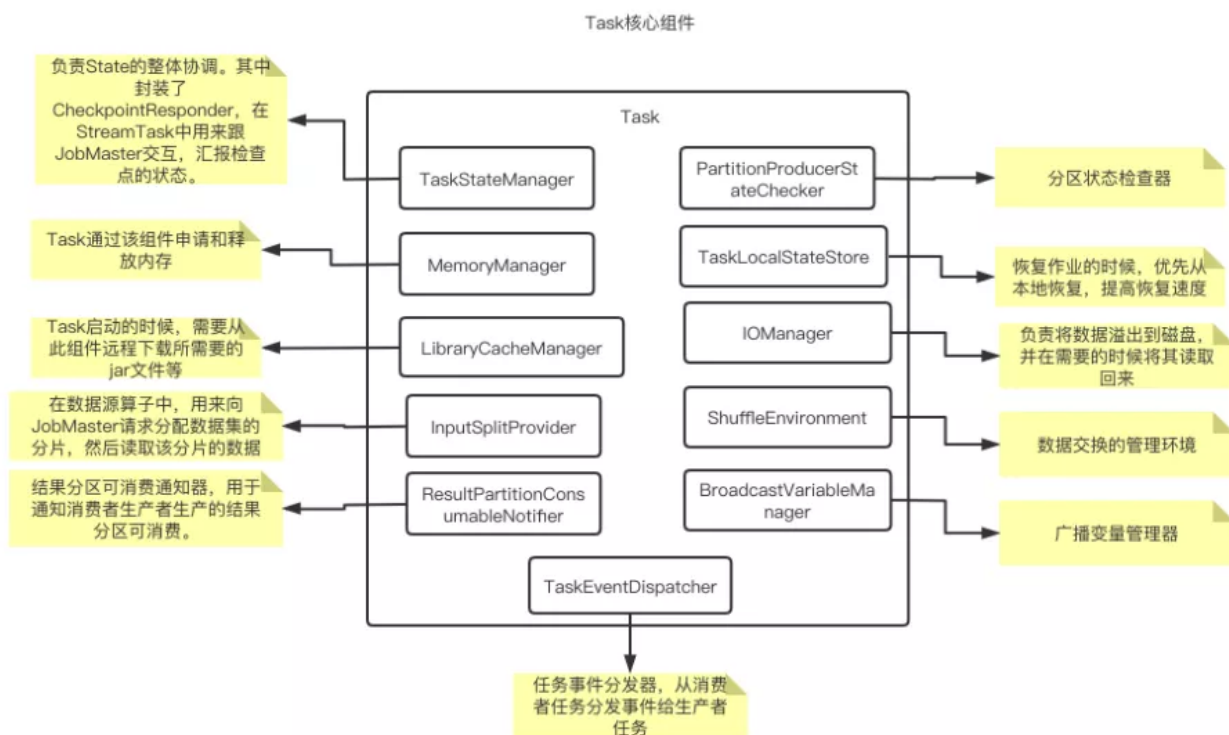 Task核心组件
负责State的整体协调。其中
封装了
CheckpointResponder，在
StreamTask中用来跟
JobMaster交互，汇报检查
点的状态。
Task通过该组件申请和释
放内存
Task启动的时候，需要从
此组件远程下载所需要的
jar文件等
在数据源算子中，用来向
JobMaster请求分配数据集的
分片，然后读取该分片的数据
结果分区可消费通知器，用于
通知消费者生产者生产的结果
分区可消费。
Task
TaskStateManager
MemoryManager
LibraryCacheManager
InputSplitProvider
ResultPartitionCons
umableNotifier
PartitionProducerSt
ateChecker
TaskLocalStateStore
IOManager
ShuffleEnvironment
BroadcastVariableMa
nager
TaskEventDispatcher
分区状态检查器
恢复作业的时候，优先从
本地恢复，提高恢复速度
负责将数据溢出到磁盘，
并在需要的时候将其读取
回来
数据交换的管理环境
广播变量管理器
任务事件分发器，从消费
者任务分发事件给生产者
任务